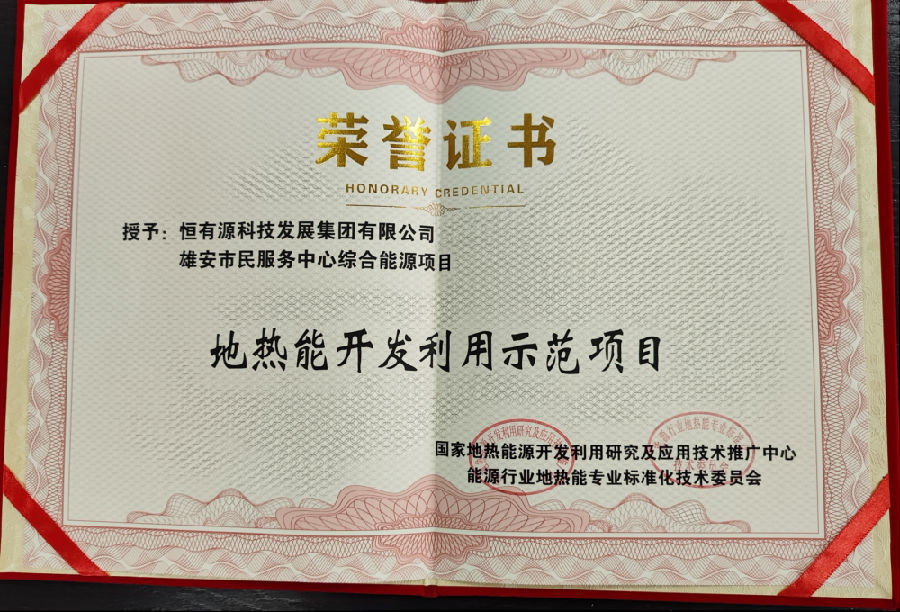 荣誉证书
HONORARY CREDENTIAL
授予：恒有源科技发展集团有限公司
雄安市民服务中心综合能源项目
地热能开发利用示范项目
国家地热能源开发利用研究及应用技术推广中心
能源行业地热能专业标准化技术委员会